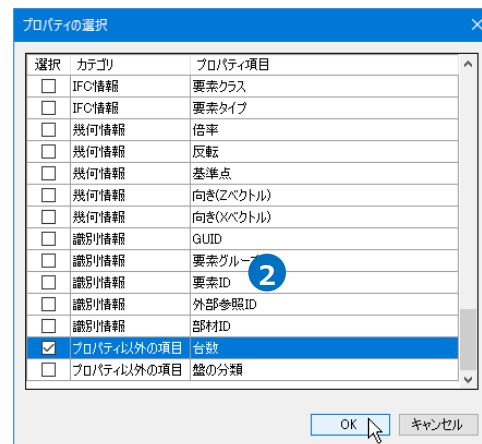 プロパティの選択
選択 カテゴリ プロパティ項目
IFC情報 要素クラス
IFC情報 要素タイプ
幾何情報 倍率
幾何情報 反転
幾何情報 基準点
幾何情報 向き(Zベクトル)
幾何情報 向き(Xベクトル)
識別情報 GUID
識別情報 要素グループ
識別情報 要素ID
2
識別情報 外部参照ID
識別情報 部材ID
プロパティ以外の項目 台数
プロパティ以外の項目 盤の分類
OK キャンセル